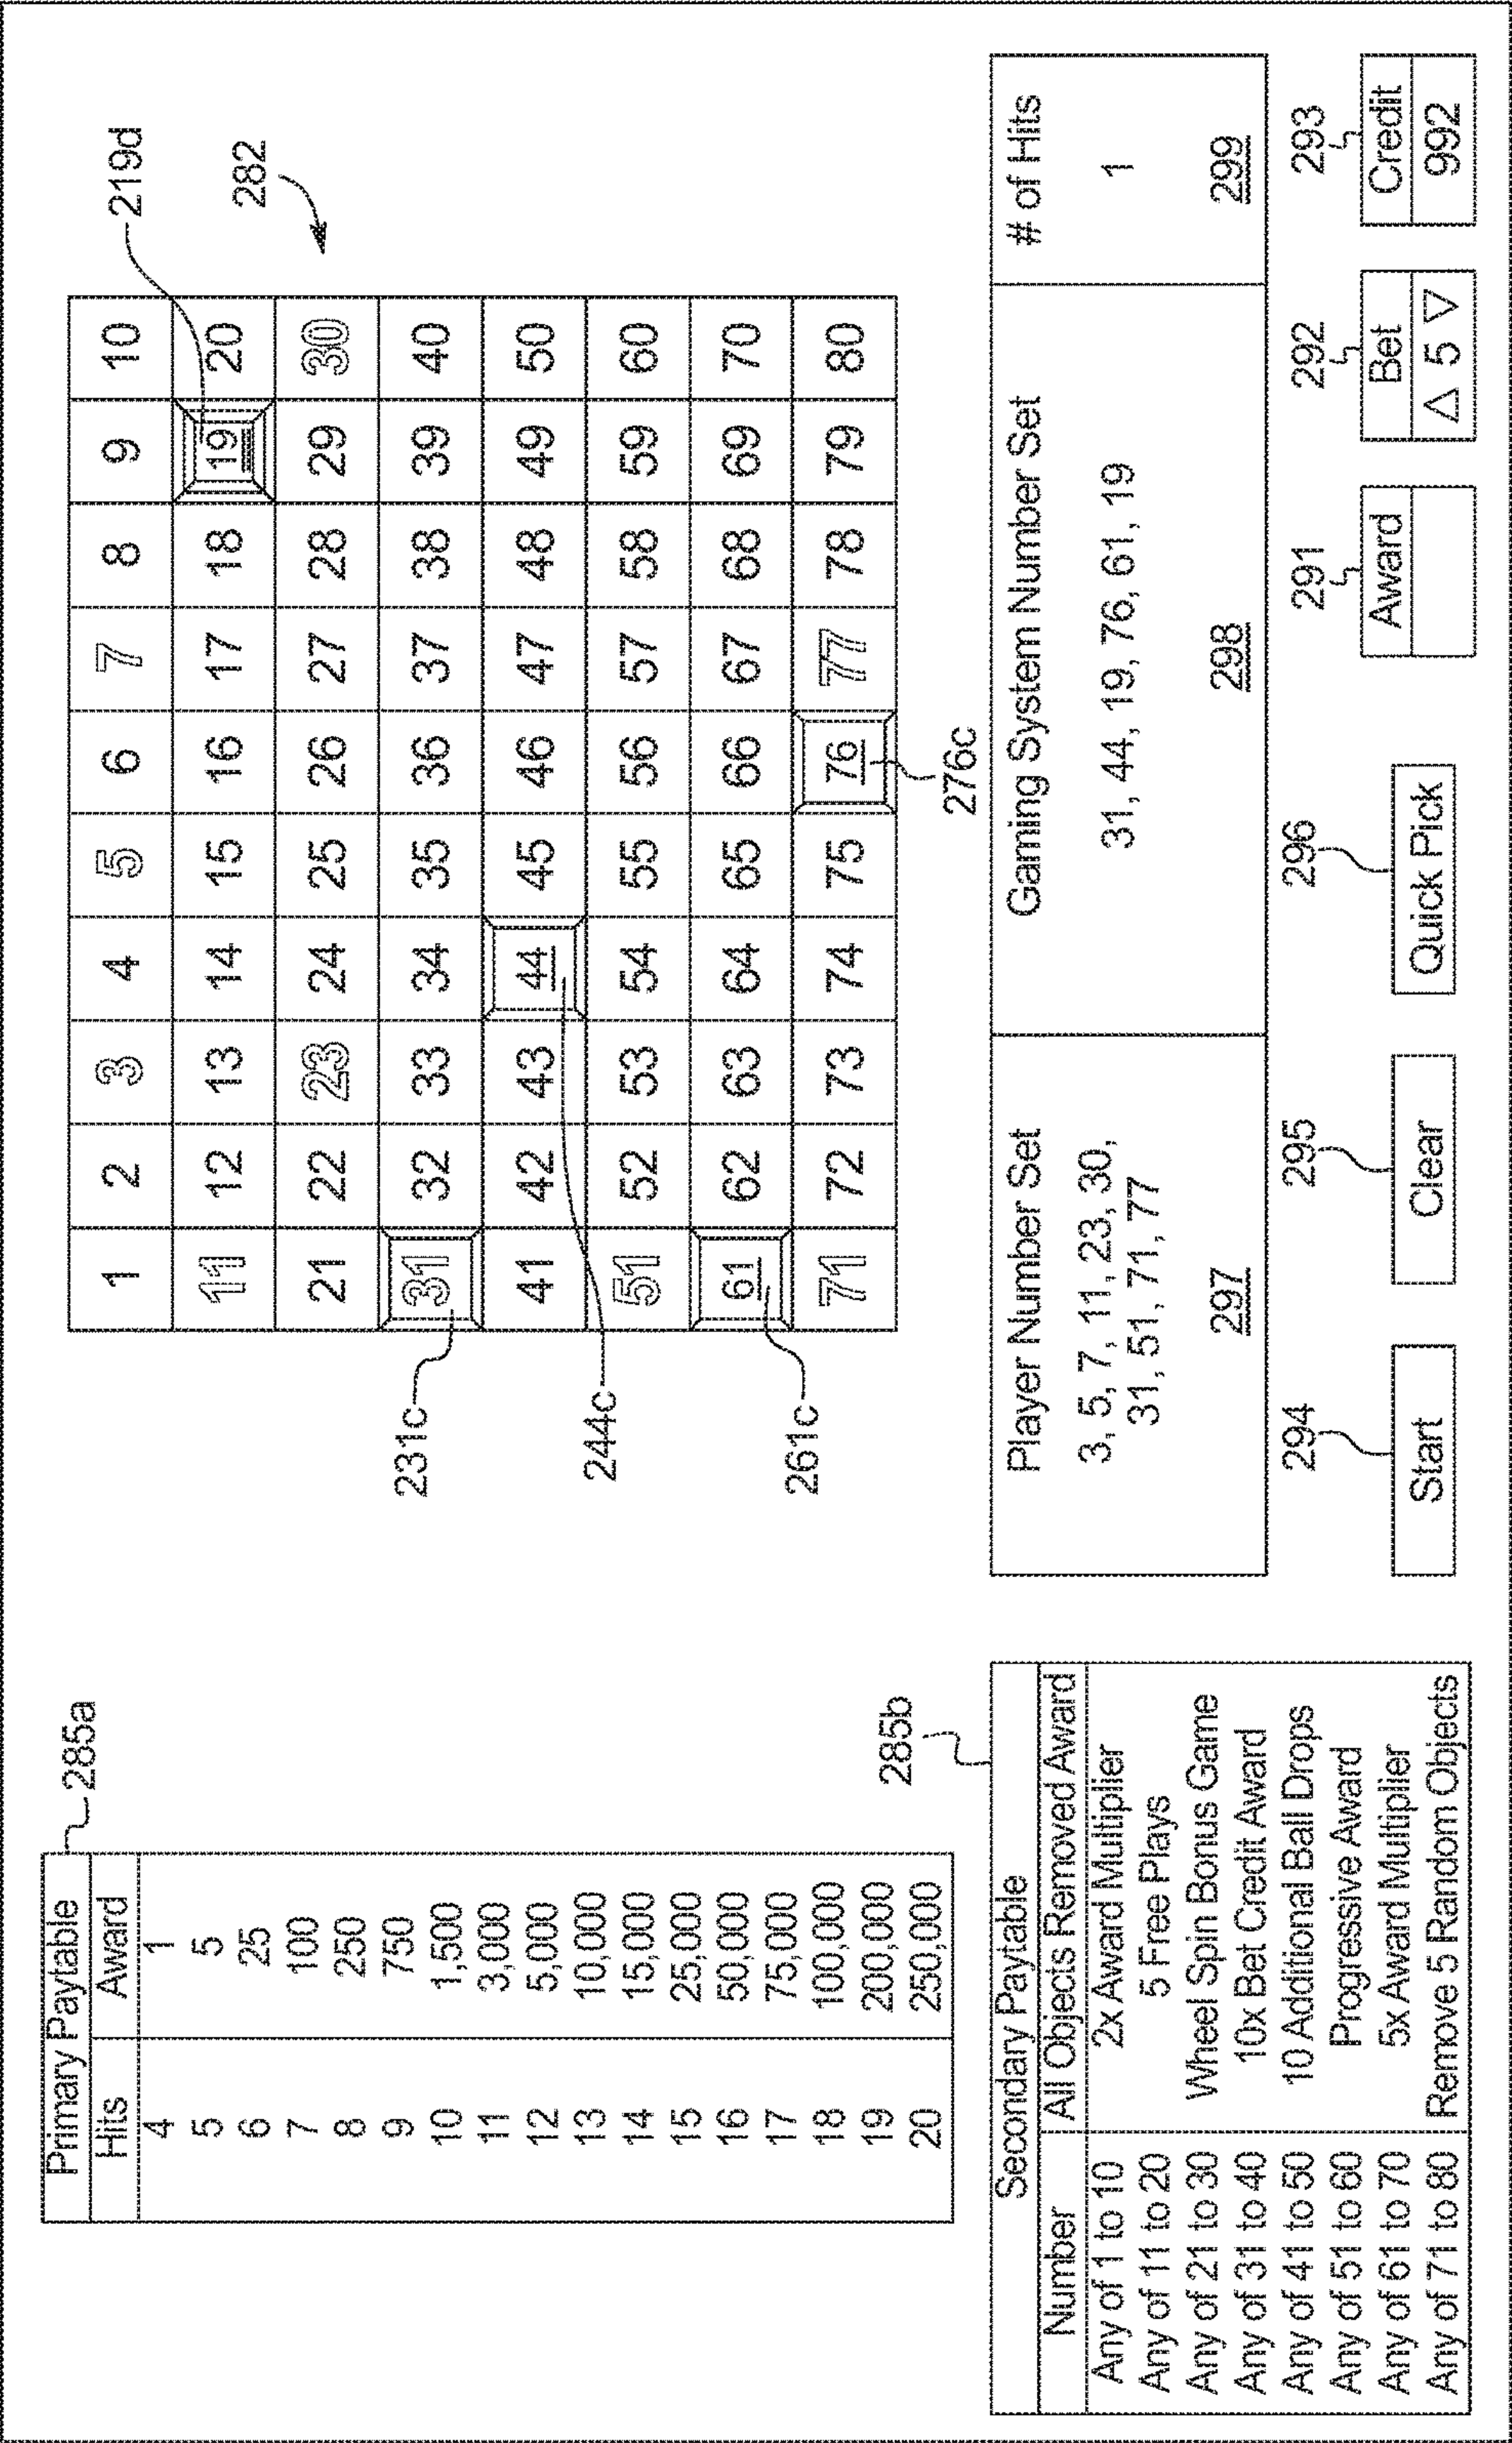 Primary Paytable
285a
Hits Award
4 1
5 5
6 25
7 100
8 250
9 750
10 1,500
11 3,000
12 5,000
13 10,000
14 15,000
15 25,000
16 50,000
17 75,000
18 100,000
19 200,000
20 250,000
285b
Secondary Paytable
Number All Objects Removed Award
Any of 1 to 10 2x Award Multiplier
Any of 11 to 20 5 Free Plays
Any of 21 to 30 Wheel Spin Bonus Game
Any of 31 to 40 10x Bet Credit Award
Any of 41 to 50 10 Additional Ball Drops
Any of 51 to 60 Progressive Award
Any of 61 to 70 5x Award Multiplier
Any of 71 to 80 Remove 5 Random Objects
1 2 3 4 5 6 7 8 9 10
11 12 13 14 15 16 17 18 19 20
21 22 23 24 25 26 27 28 29 30
31 32 33 34 35 36 37 38 39 40
41 42 43 44 45 46 47 48 49 50
51 52 53 54 55 56 57 58 59 60
61 62 63 64 65 66 67 68 69 70
71 72 73 74 75 76 77 78 79 80
219d
282
231c
244c
261c
276c
Player Number Set
3, 5, 7, 11, 23, 30,
31, 51, 71, 77
297
Gaming System Number Set
31, 44, 19, 76, 61, 19
298
# of Hits
1
299
294
Start
295
Clear
296
Quick Pick
291
Award
292
Bet
△ 5 ▽
293
Credit
992